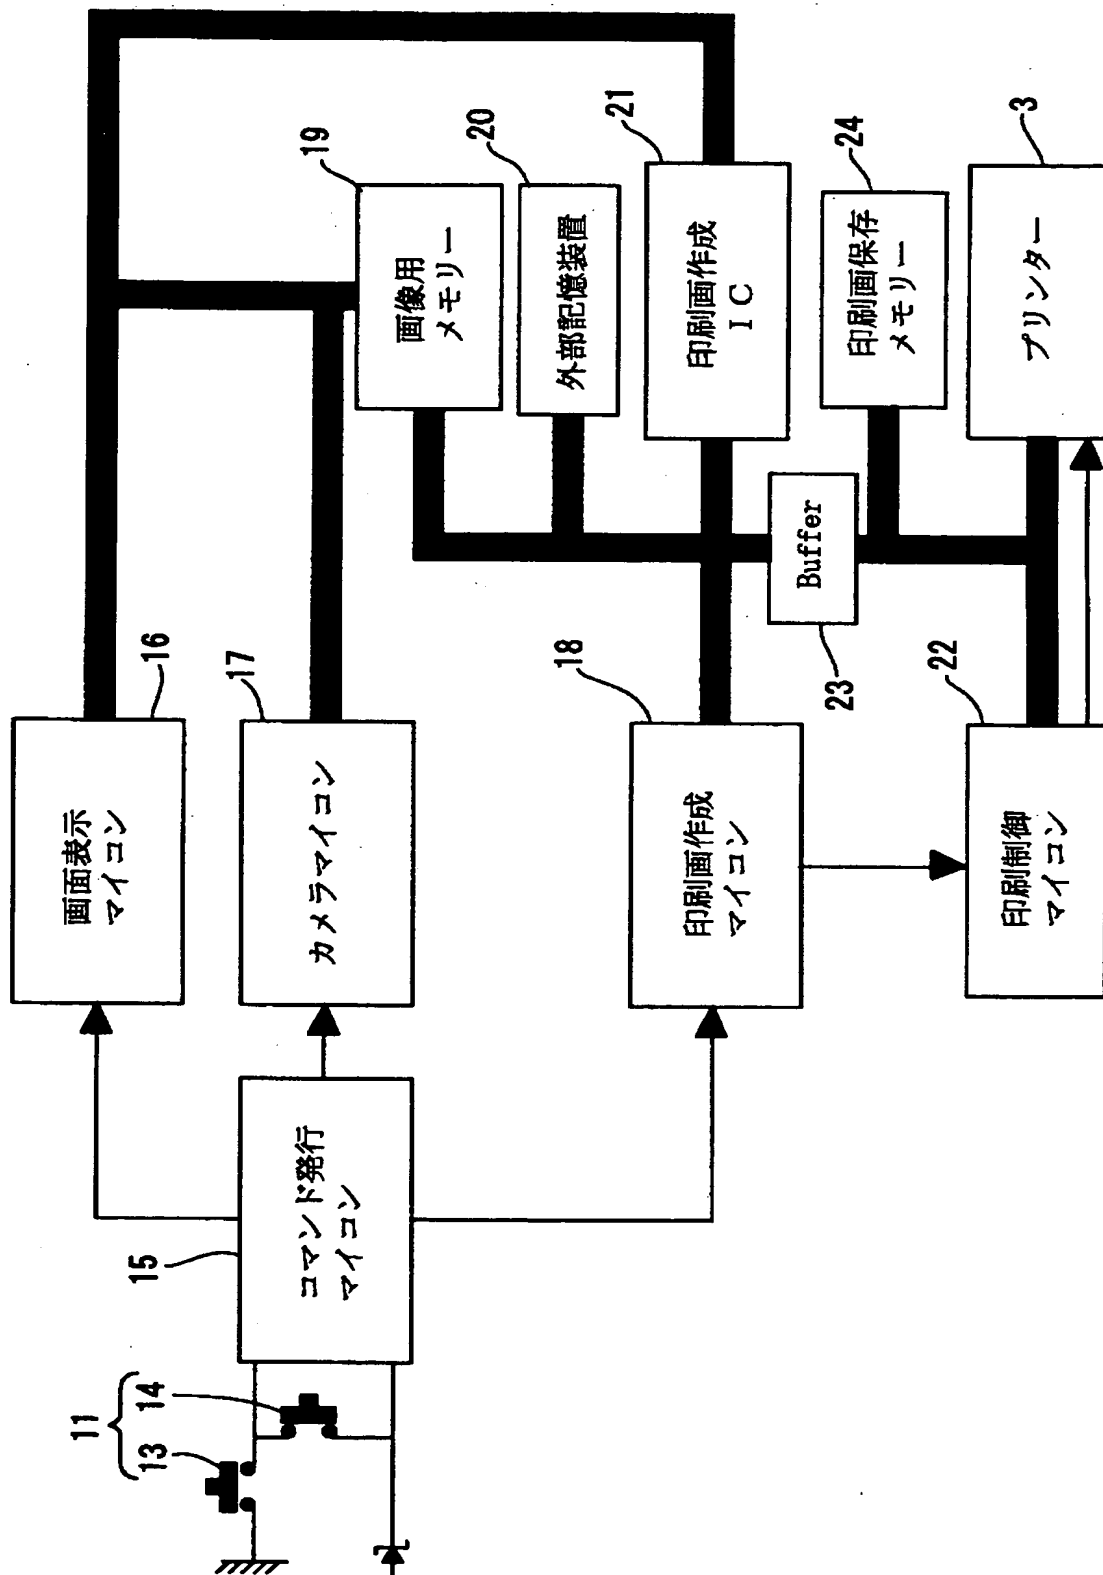 11
13
14
15
コマンド発行
マイコン
16
画面表示
マイコン
17
カメラマイコン
18
印刷画作成
マイコン
22
印刷制御
マイコン
19
画像用
メモリー
20
外部記憶装置
21
印刷画作成
IC
23
Buffer
24
印刷画保存
メモリー
3
プリンター